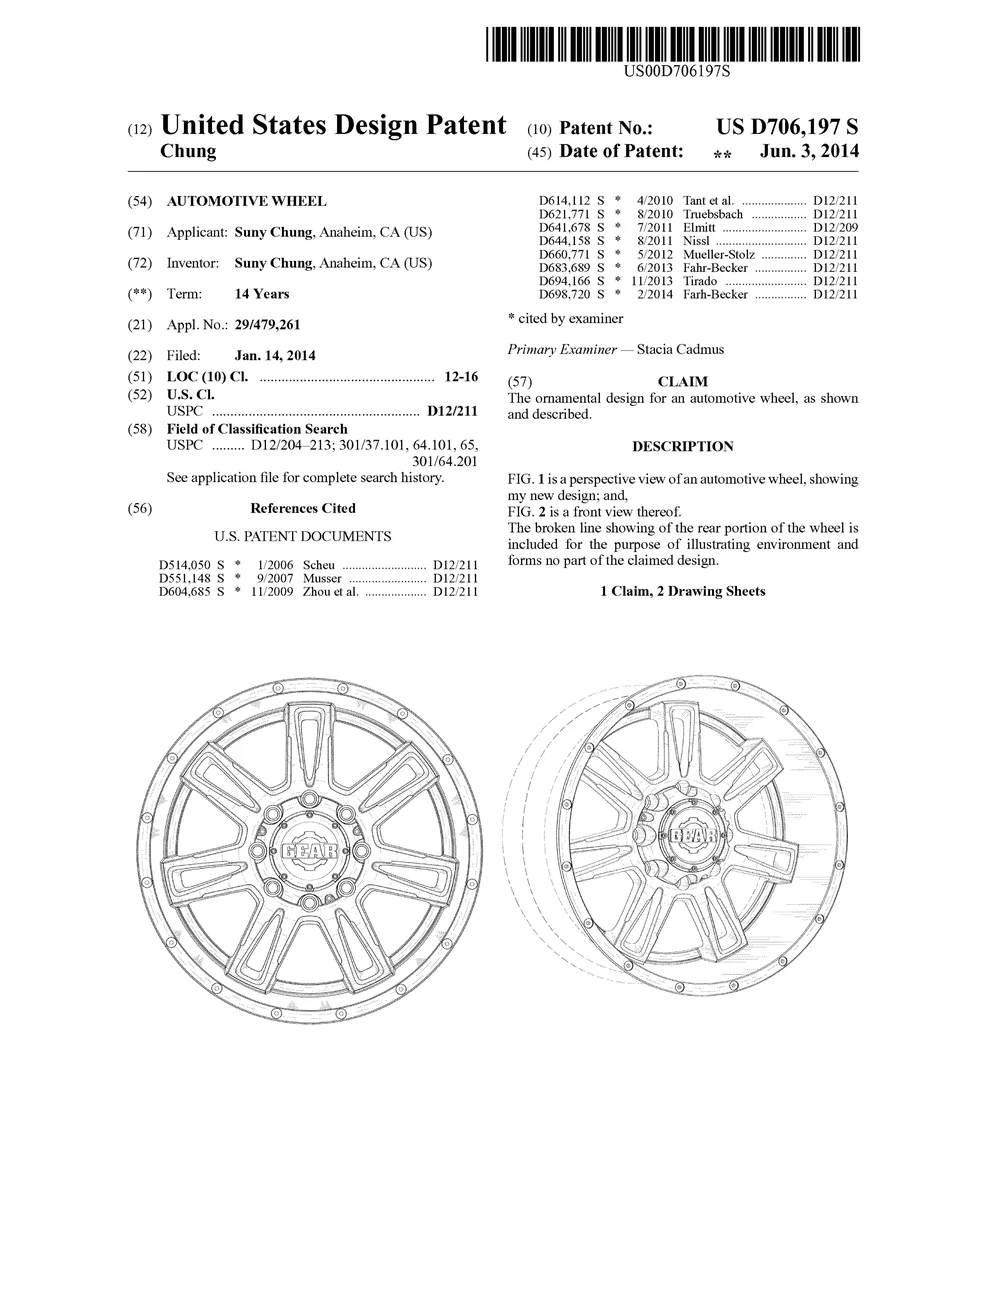 US00D706197S
(12) United States Design Patent
Chung
(10) Patent No.: US D706,197 S
(45) Date of Patent: ** Jun. 3, 2014
(54) AUTOMOTIVE WHEEL
(71) Applicant: Suny Chung, Anaheim, CA (US)
(72) Inventor: Suny Chung, Anaheim, CA (US)
(**) Term: 14 Years
(21) Appl. No.: 29/479,261
(22) Filed: Jan. 14, 2014
(51) LOC (10) Cl. ................................................ 12-16
(52) U.S. Cl.
USPC ......................................................... D12/211
(58) Field of Classification Search
USPC ......... D12/204–213; 301/37.101, 64.101, 65,
301/64.201
See application file for complete search history.
(56) References Cited
U.S. PATENT DOCUMENTS
D514,050 S * 1/2006 Scheu .......................... D12/211
D551,148 S * 9/2007 Musser ........................ D12/211
D604,685 S * 11/2009 Zhou et al. ................... D12/211
D614,112 S * 4/2010 Tant et al. .................... D12/211
D621,771 S * 8/2010 Truebsbach ................. D12/211
D641,678 S * 7/2011 Elmitt .......................... D12/209
D644,158 S * 8/2011 Nissl ............................ D12/211
D660,771 S * 5/2012 Mueller-Stolz .............. D12/211
D683,689 S * 6/2013 Fahr-Becker ................ D12/211
D694,166 S * 11/2013 Tirado ......................... D12/211
D698,720 S * 2/2014 Farh-Becker ................ D12/211
* cited by examiner
Primary Examiner — Stacia Cadmus
(57) CLAIM
The ornamental design for an automotive wheel, as shown
and described.
DESCRIPTION
FIG. 1 is a perspective view of an automotive wheel, showing
my new design; and,
FIG. 2 is a front view thereof.
The broken line showing of the rear portion of the wheel is
included for the purpose of illustrating environment and
forms no part of the claimed design.
1 Claim, 2 Drawing Sheets
GEAR
GEAR